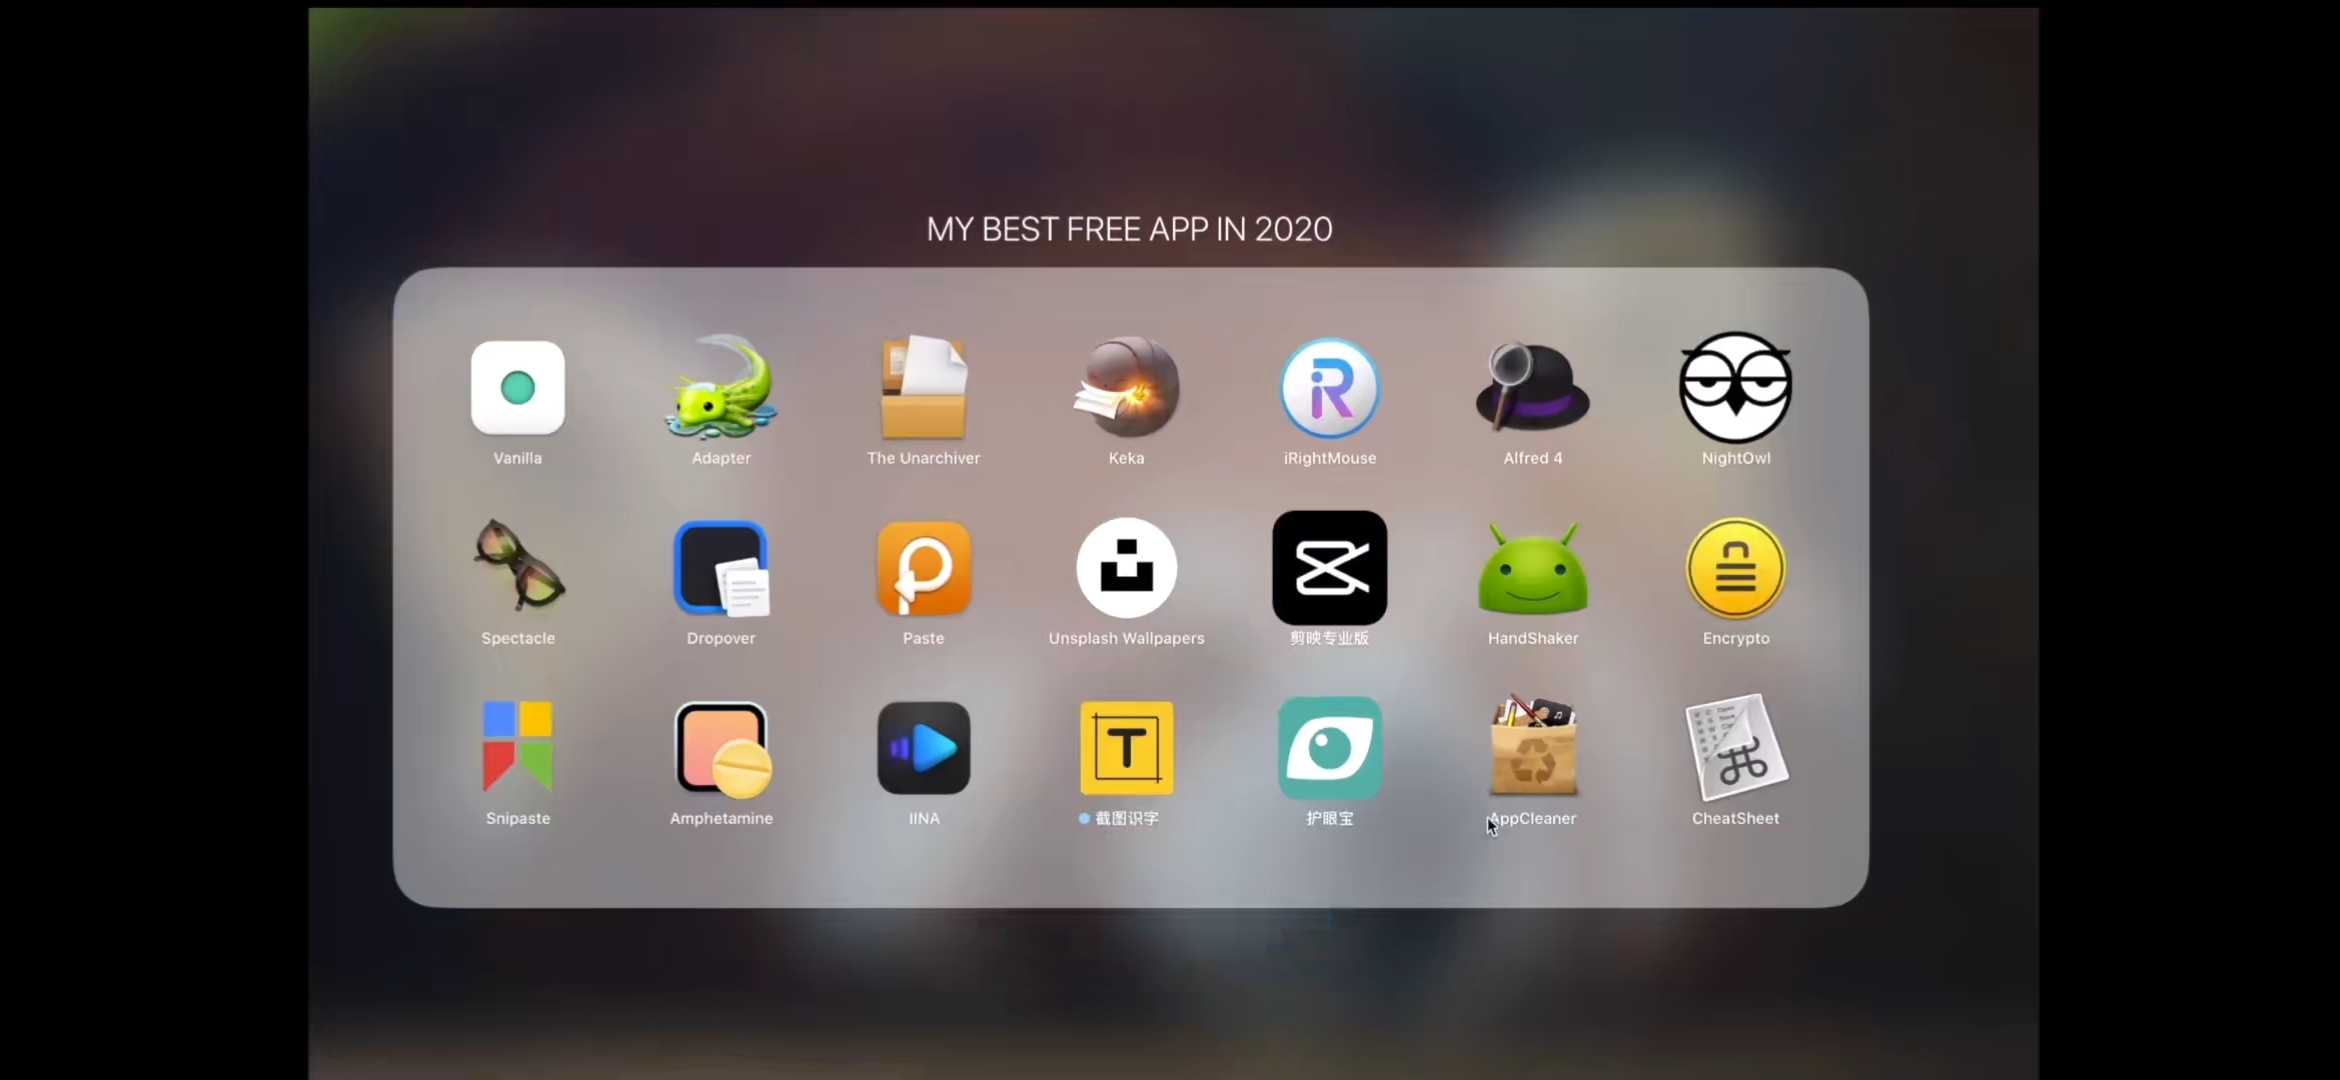 MY BEST FREE APP IN 2020
Vanilla
Adapter
The Unarchiver
Keka
iRightMouse
Alfred 4
NightOwl
Spectacle
Dropover
Paste
Unsplash Wallpapers
剪映专业版
HandShaker
Encrypto
Snipaste
Amphetamine
IINA
截图识字
护眼宝
AppCleaner
CheatSheet